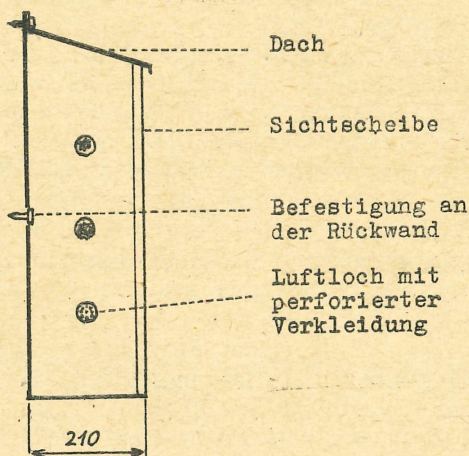 Dach
Sichtscheibe
Befestigung an
der Rückwand
Luftloch mit
perforierter
Verkleidung
210